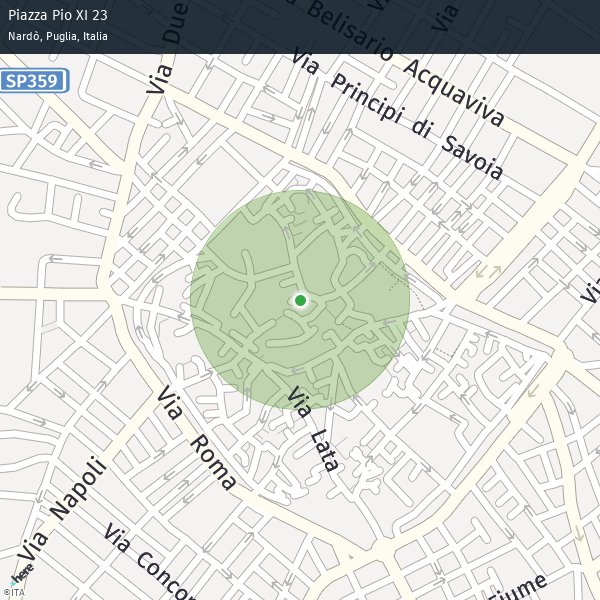 Piazza Pio XI 23
Nardò, Puglia, Italia
Belisario Acquaviva
Via
Via Due
Via Principi di Savoia
SP359
Via
Via
Via Roma
Via Lata
Via Napoli
Via Concor
Fiume
here
©ITA